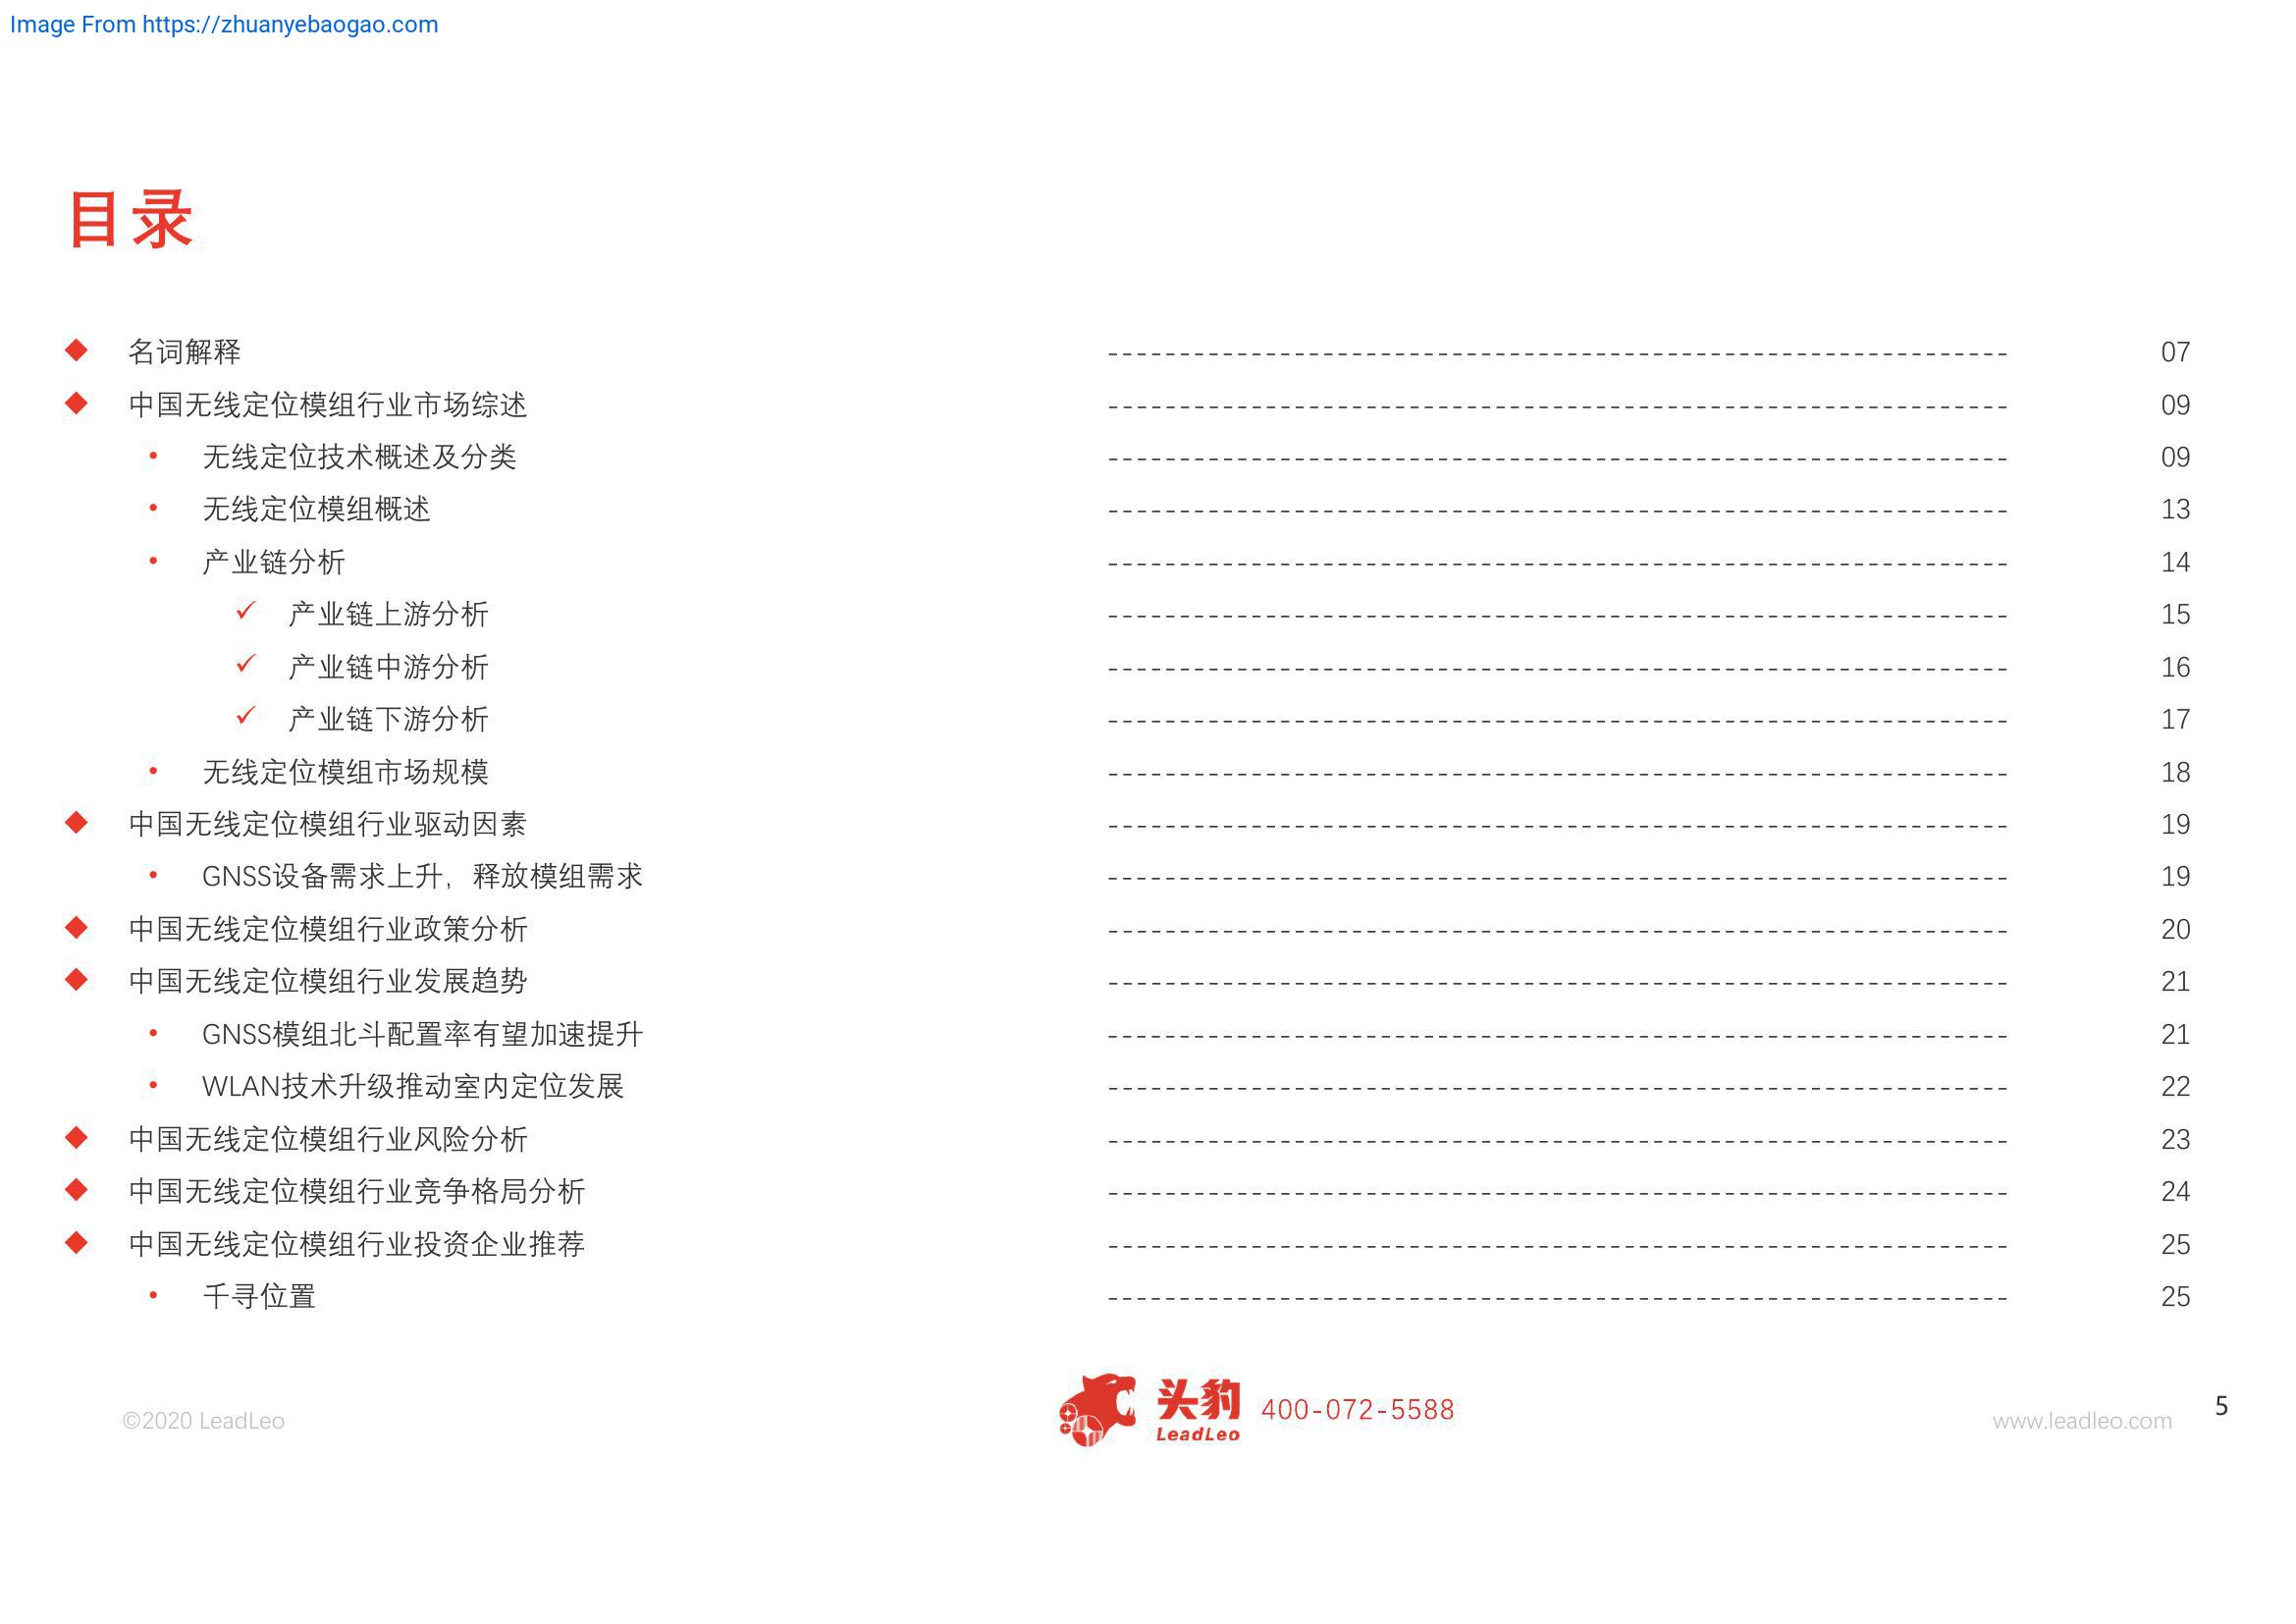 Image From https://zhuanyebaogao.com
目录
◆ 名词解释 ---------------------------------------------------------------- 07
◆ 中国无线定位模组行业市场综述 ---------------------------------------------------------------- 09
• 无线定位技术概述及分类 ---------------------------------------------------------------- 09
• 无线定位模组概述 ---------------------------------------------------------------- 13
• 产业链分析 ---------------------------------------------------------------- 14
✓ 产业链上游分析 ---------------------------------------------------------------- 15
✓ 产业链中游分析 ---------------------------------------------------------------- 16
✓ 产业链下游分析 ---------------------------------------------------------------- 17
• 无线定位模组市场规模 ---------------------------------------------------------------- 18
◆ 中国无线定位模组行业驱动因素 ---------------------------------------------------------------- 19
• GNSS设备需求上升，释放模组需求 ---------------------------------------------------------------- 19
◆ 中国无线定位模组行业政策分析 ---------------------------------------------------------------- 20
◆ 中国无线定位模组行业发展趋势 ---------------------------------------------------------------- 21
• GNSS模组北斗配置率有望加速提升 ---------------------------------------------------------------- 21
• WLAN技术升级推动室内定位发展 ---------------------------------------------------------------- 22
◆ 中国无线定位模组行业风险分析 ---------------------------------------------------------------- 23
◆ 中国无线定位模组行业竞争格局分析 ---------------------------------------------------------------- 24
◆ 中国无线定位模组行业投资企业推荐 ---------------------------------------------------------------- 25
• 千寻位置 ---------------------------------------------------------------- 25
©2020 LeadLeo
头豹
LeadLeo
400-072-5588
www.leadleo.com
5